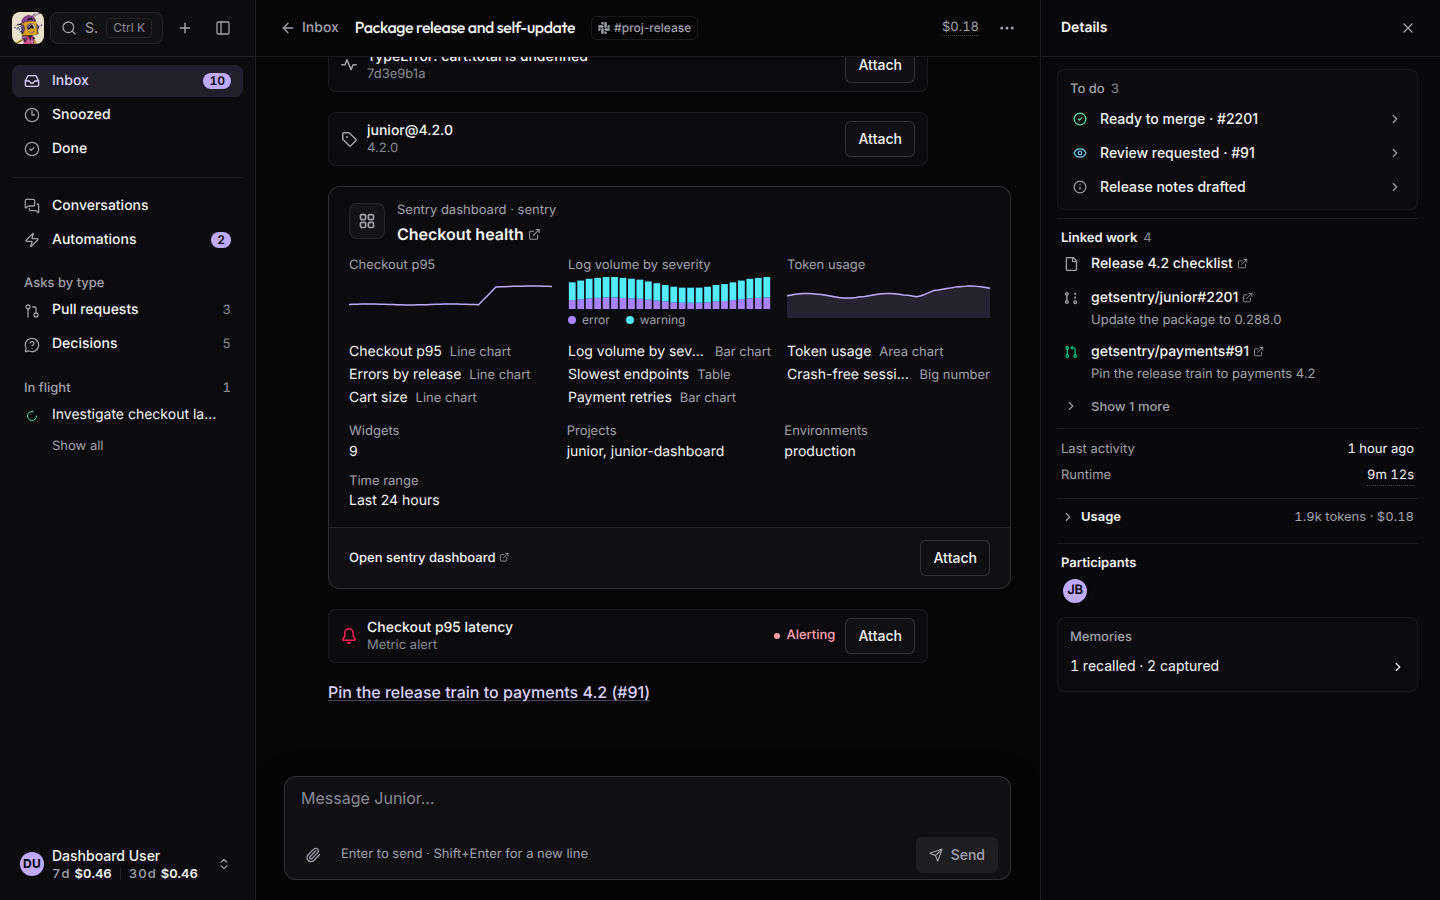 S.
Ctrl K
Inbox
10
Snoozed
Done
Conversations
Automations
2
Asks by type
Pull requests
3
Decisions
5
In flight
1
Investigate checkout la...
Show all
DU
Dashboard User
7d $0.46
30d $0.46
Inbox
Package release and self-update
#proj-release
$0.18
TypeError: cart.total is undefined
7d3e9b1a
Attach
junior@4.2.0
4.2.0
Attach
Sentry dashboard · sentry
Checkout health
Checkout p95
Log volume by severity
Token usage
error
warning
Checkout p95 Line chart
Log volume by sev... Bar chart
Token usage Area chart
Errors by release Line chart
Slowest endpoints Table
Crash-free sessi... Big number
Cart size Line chart
Payment retries Bar chart
Widgets
9
Projects
junior, junior-dashboard
Environments
production
Time range
Last 24 hours
Open sentry dashboard
Attach
Checkout p95 latency
Metric alert
Alerting
Attach
Pin the release train to payments 4.2 (#91)
Message Junior...
Enter to send · Shift+Enter for a new line
Send
Details
To do 3
Ready to merge · #2201
Review requested · #91
Release notes drafted
Linked work 4
Release 4.2 checklist
getsentry/junior#2201
Update the package to 0.288.0
getsentry/payments#91
Pin the release train to payments 4.2
Show 1 more
Last activity
1 hour ago
Runtime
9m 12s
Usage
1.9k tokens · $0.18
Participants
JB
Memories
1 recalled · 2 captured